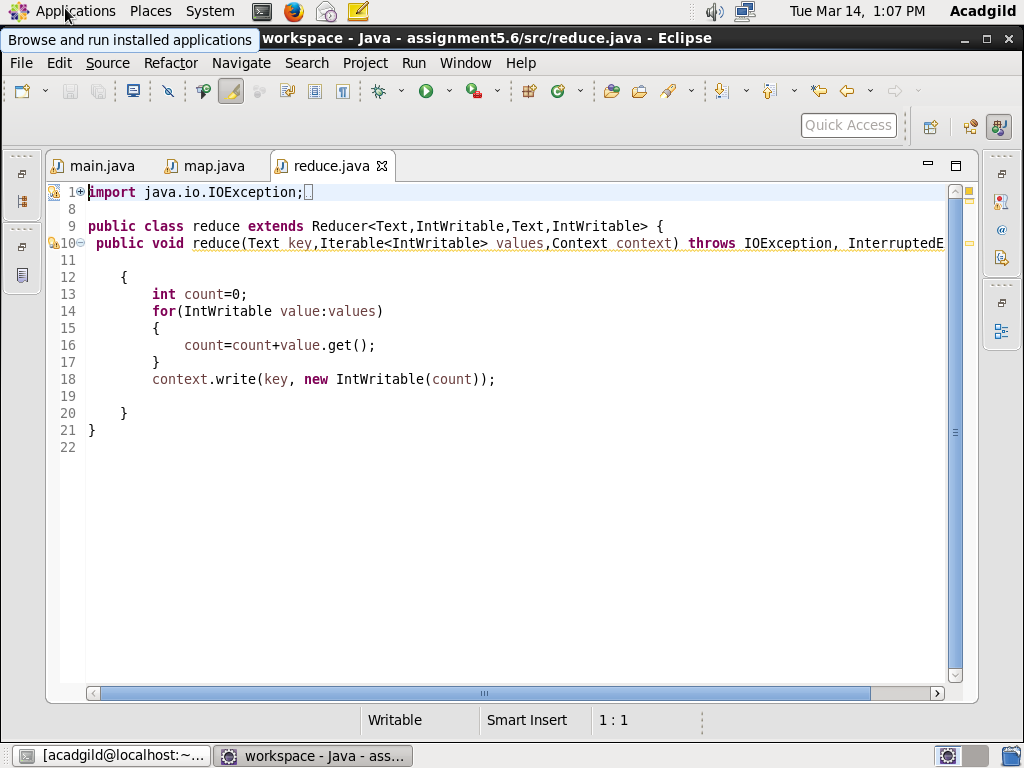 Applications Places System Tue Mar 14, 1:07 PM Acadgild
Browse and run installed applications
workspace - Java - assignment5.6/src/reduce.java - Eclipse
File Edit Source Refactor Navigate Search Project Run Window Help
Quick Access
main.java map.java reduce.java
1 import java.io.IOException;
8
9 public class reduce extends Reducer<Text,IntWritable,Text,IntWritable> {
10 public void reduce(Text key,Iterable<IntWritable> values,Context context) throws IOException, InterruptedE
11
12 {
13 int count=0;
14 for(IntWritable value:values)
15 {
16 count=count+value.get();
17 }
18 context.write(key, new IntWritable(count));
19
20 }
21 }
22
Writable Smart Insert 1 : 1
[acadgild@localhost:~... workspace - Java - ass...